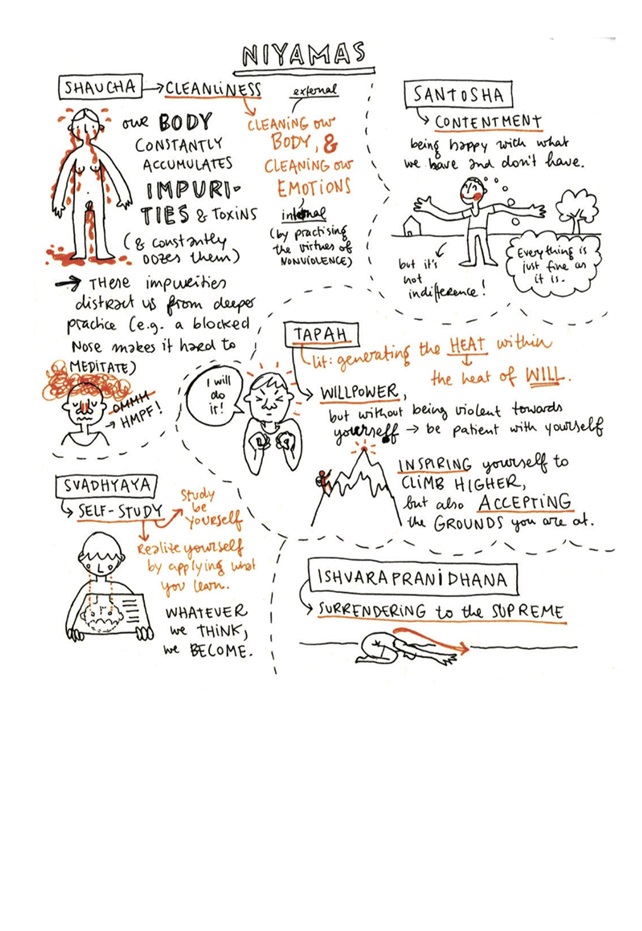 NIYAMAS
SHAUCHA → CLEANLINESS
our BODY
CONSTANTLY
ACCUMULATES
IMPURI-
TIES & TOXINS
(& constantly
oozes them)
external
CLEANING our
BODY, &
CLEANING our
EMOTIONS
internal
(by practising
the virtues of
NONVIOLENCE)
→ These impurities
distract us from deeper
practice (e.g. a blocked
nose makes it hard to
MEDITATE)
OMMH
→ HMPF!
SANTOSHA
CONTENTMENT
being happy with what
we have and don't have.
but it's
not
indifference!
Everything is
just fine as
it is.
TAPAH
lit: generating the HEAT within
the heat of WILL.
I will
do
it!
WILLPOWER,
but without being violent towards
yourself → be patient with yourself
INSPIRING yourself to
CLIMB HIGHER,
but also ACCEPTING
the GROUNDS you are at.
SVADHYAYA
SELF-STUDY
Study
be
yourself
Realize yourself
by applying what
you learn.
WHATEVER
we THINK,
we BECOME.
ISHVARAPRANIDHANA
SURRENDERING to the SUPREME